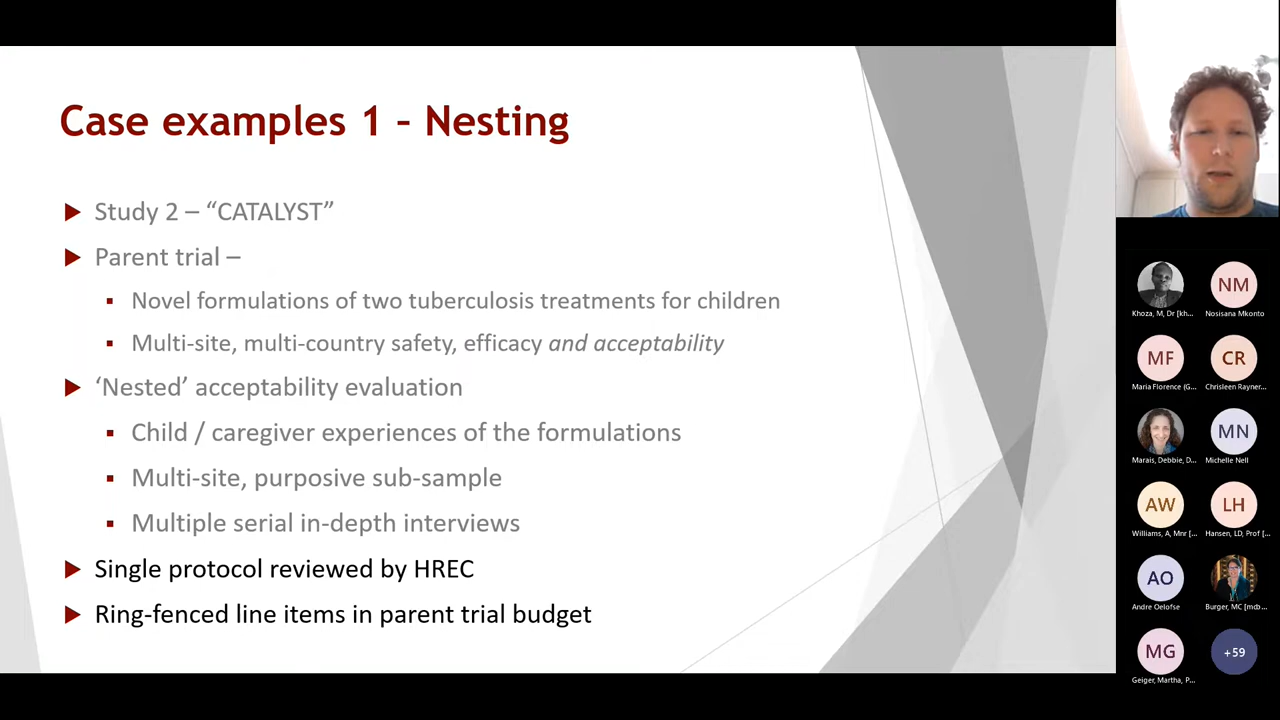 Case examples 1 – Nesting
Study 2 – “CATALYST”
Parent trial –
Novel formulations of two tuberculosis treatments for children
Multi-site, multi-country safety, efficacy and acceptability
‘Nested’ acceptability evaluation
Child / caregiver experiences of the formulations
Multi-site, purposive sub-sample
Multiple serial in-depth interviews
Single protocol reviewed by HREC
Ring-fenced line items in parent trial budget
NM
Khoza, M, Dr [kh...
Nosisana Mkonto
MF
CR
Maria Florence (G...
Chrisleen Rayner...
MN
Marais, Debbie, D...
Michelle Nell
AW
LH
Williams, A, Mnr [...
Hansen, LD, Prof [...
AO
Andre Oelofse
Burger, MC [mcb...
MG
+59
Geiger, Martha, P...